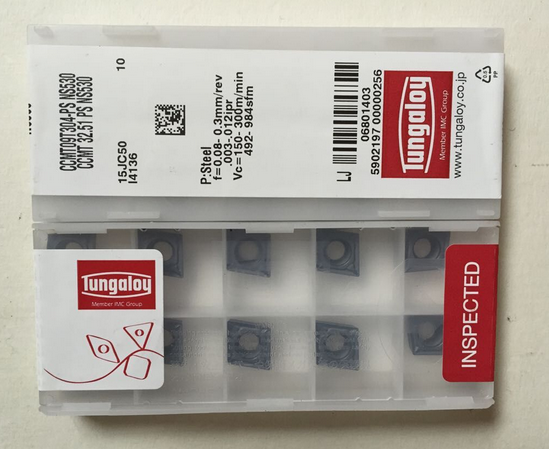 CCMT09T304-PS NS530
CCMT 32.51 PS NS530
10
15JC50
I4136
P:Steel
f=0.08- 0.3mm/rev
.003-.012ipr
Vc=150- 300m/min
492- 984sfm
LJ
06801403
5902197 00000256
Tungaloy
Member IMC Group
www.tungaloy.co.jp
PP
Tungaloy
Member IMC Group
INSPECTED